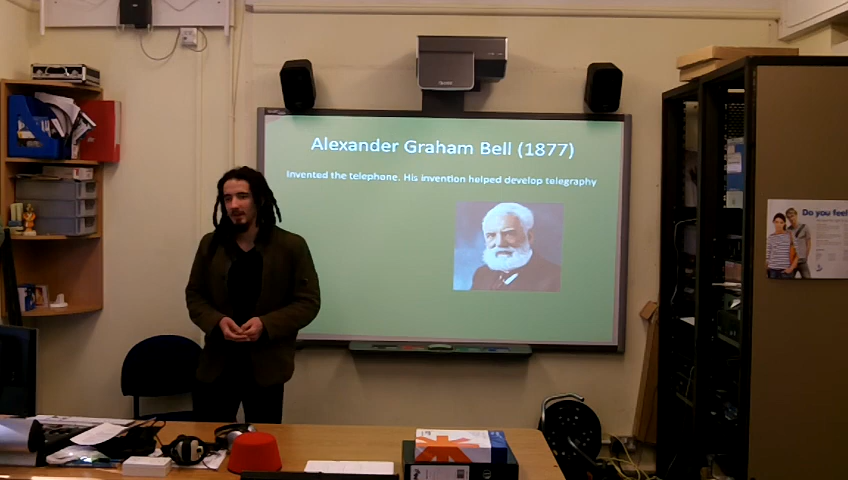 Alexander Graham Bell (1877)
Invented the telephone. His invention helped develop telegraphy
Do you feel